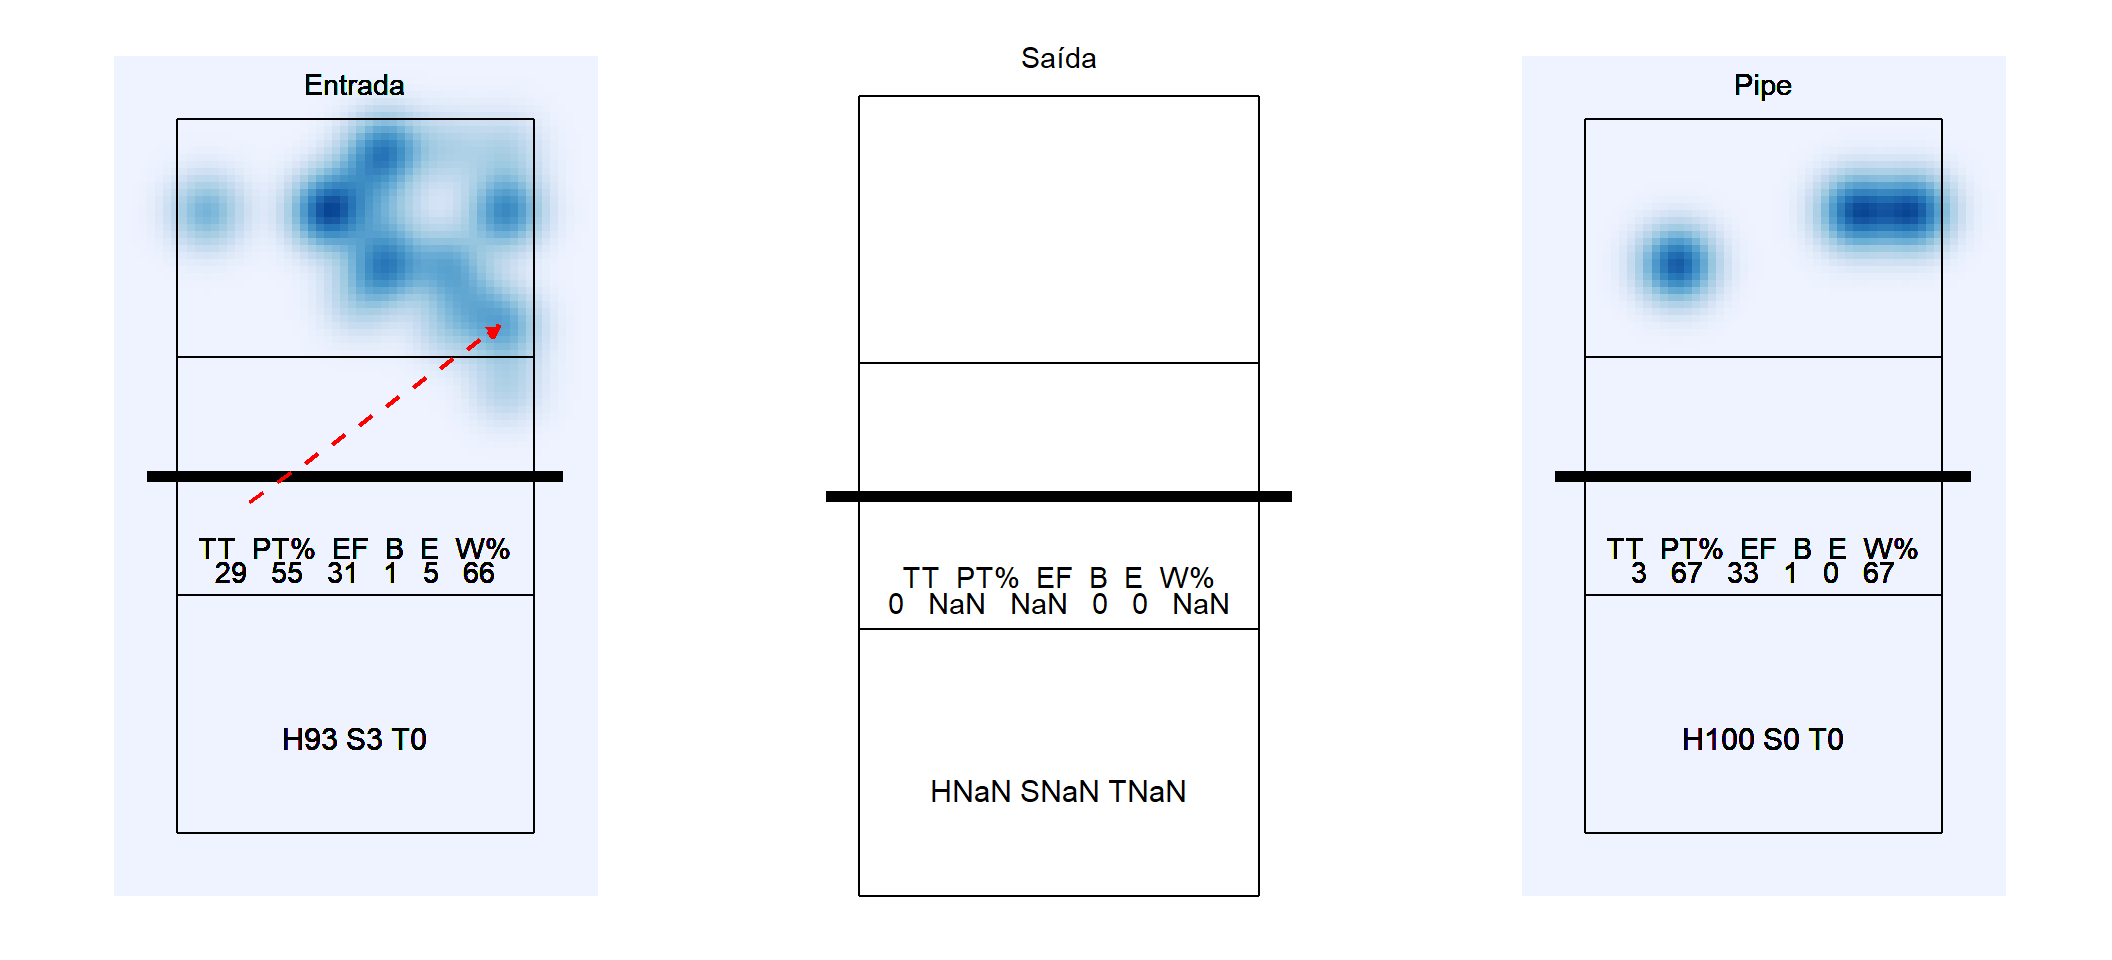 Entrada
TT PT% EF B E W%
29 55 31 1 5 66
H93 S3 T0
Saída
TT PT% EF B E W%
0 NaN NaN 0 0 NaN
HNaN SNaN TNaN
Pipe
TT PT% EF B E W%
3 67 33 1 0 67
H100 S0 T0